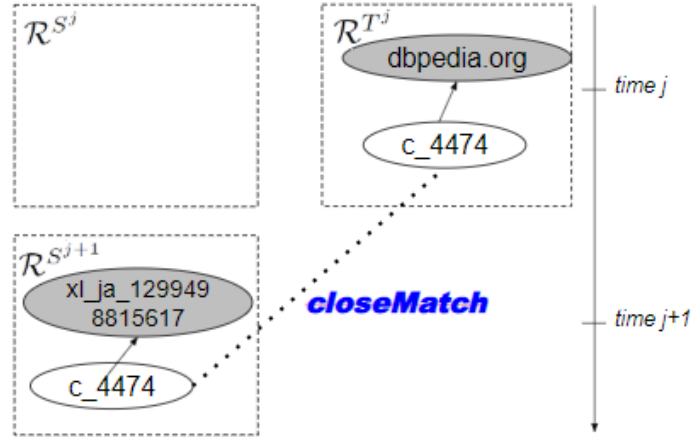 R^{S^j}
R^{T^j}
dbpedia.org
time j
c_4474
R^{S^{j+1}}
xl_ja_129949
8815617
closeMatch
time j+1
c_4474